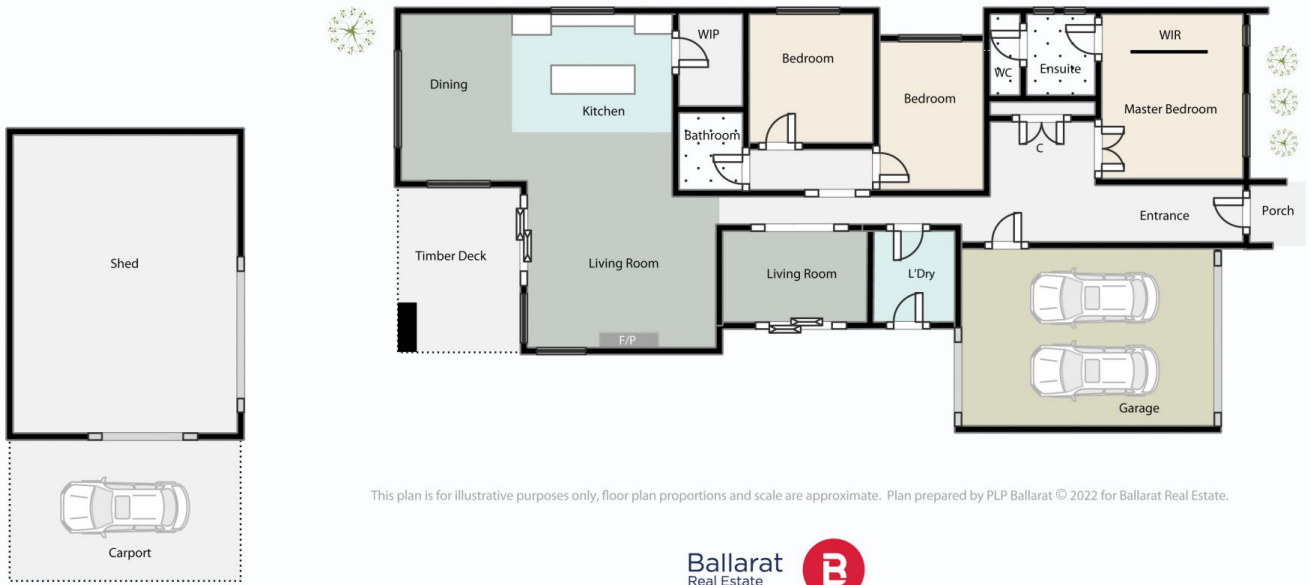 WIP
Bedroom
WIR
WC
Ensuite
Dining
Bedroom
Master Bedroom
Kitchen
Bathroom
C
Entrance
Porch
Shed
Timber Deck
Living Room
Living Room
L'Dry
F/P
Garage
This plan is for illustrative purposes only, floor plan proportions and scale are approximate. Plan prepared by PLP Ballarat © 2022 for Ballarat Real Estate.
Carport
Ballarat
Real Estate
B